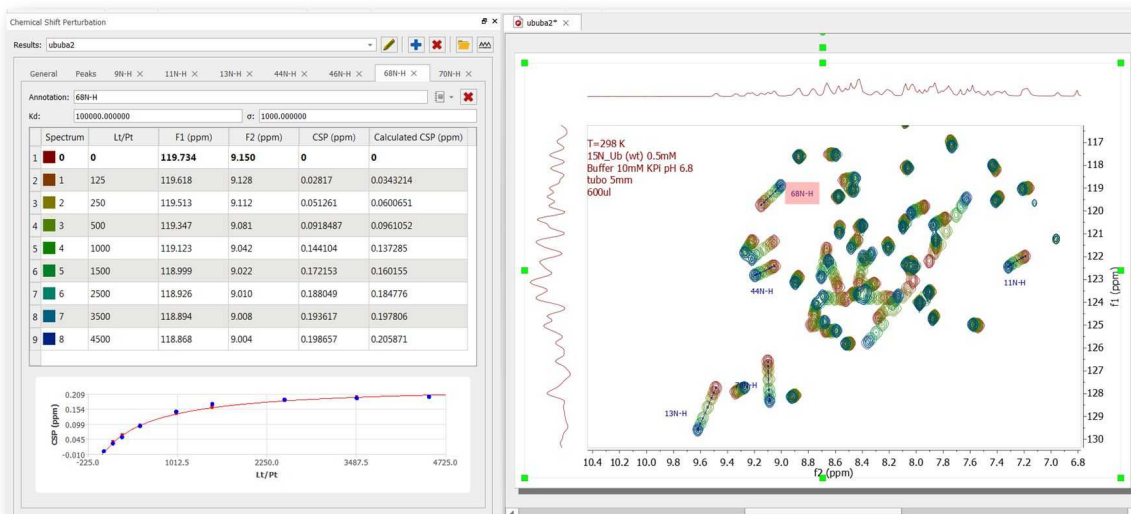 Chemical Shift Perturbation
Results: ububa2
General Peaks 9N-H 11N-H 13N-H 44N-H 46N-H 68N-H 70N-H
Annotation: 68N-H
Kd: 100000.000000 σ: 1000.000000
Spectrum Lt/Pt F1 (ppm) F2 (ppm) CSP (ppm) Calculated CSP (ppm)
1 0 0 119.734 9.150 0 0
2 1 125 119.618 9.128 0.02817 0.0343214
3 2 250 119.513 9.112 0.051261 0.0600651
4 3 500 119.347 9.081 0.0918487 0.0961052
5 4 1000 119.123 9.042 0.144104 0.137285
6 5 1500 118.999 9.022 0.172153 0.160155
7 6 2500 118.926 9.010 0.188049 0.184776
8 7 3500 118.894 9.008 0.193617 0.197806
9 8 4500 118.868 9.004 0.198657 0.205871
CSP (ppm)
0.209
0.154
0.099
0.045
-0.010
-225.0 1012.5 2250.0 3487.5 4725.0
Lt/Pt
ububa2*
T=298 K
15N_Ub (wt) 0.5mM
Buffer 10mM KPi pH 6.8
tubo 5mm
600ul
68N-H
44N-H
11N-H
13N-H
117
118
119
120
121
122
123
124
125
126
127
128
129
130
f1 (ppm)
10.4 10.2 10.0 9.8 9.6 9.4 9.2 9.0 8.8 8.6 8.4 8.2 8.0 7.8 7.6 7.4 7.2 7.0 6.8
f2 (ppm)